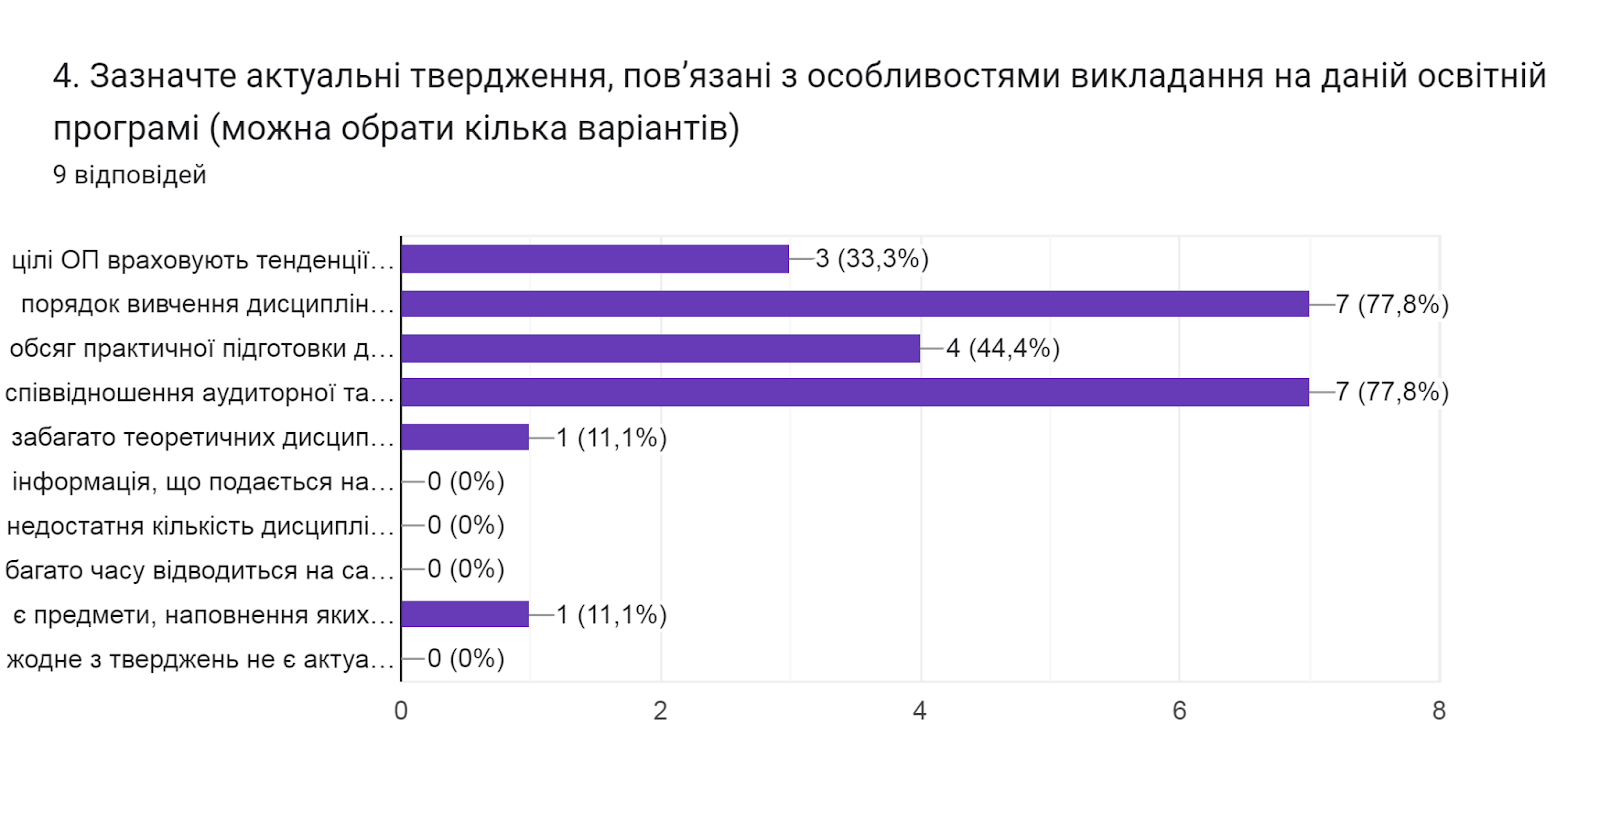 4. Зазначте актуальні твердження, пов’язані з особливостями викладання на даній освітній
програмі (можна обрати кілька варіантів)
9 відповідей
цілі ОП враховують тенденції… 3 (33,3%)
порядок вивчення дисциплін… 7 (77,8%)
обсяг практичної підготовки д… 4 (44,4%)
співвідношення аудиторної та… 7 (77,8%)
забагато теоретичних дисцип… 1 (11,1%)
інформація, що подається на… 0 (0%)
недостатня кількість дисциплі… 0 (0%)
багато часу відводиться на са… 0 (0%)
є предмети, наповнення яких… 1 (11,1%)
жодне з тверджень не є актуа… 0 (0%)
0 2 4 6 8